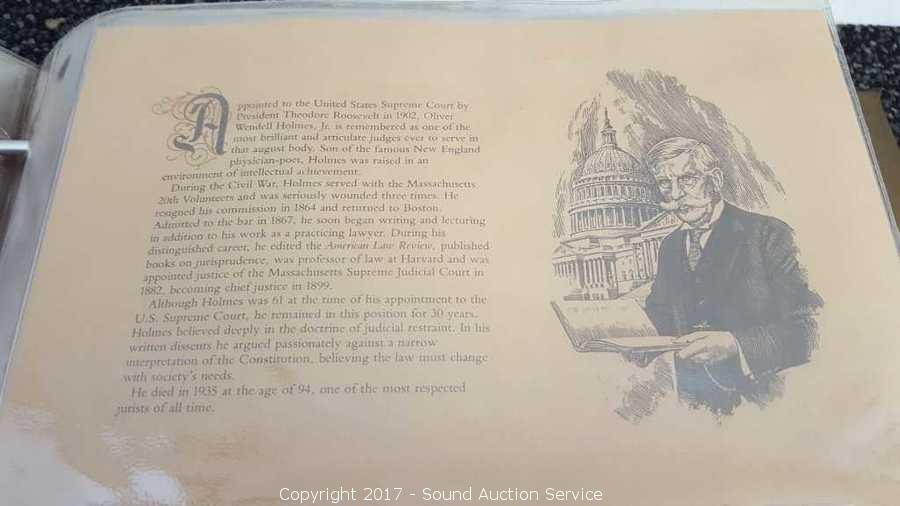 Appointed to the United States Supreme Court by
President Theodore Roosevelt in 1902, Oliver
Wendell Holmes, Jr. is remembered as one of the
most brilliant and articulate judges ever to serve in
that august body. Son of the famous New England
physician-poet, Holmes was raised in an
environment of intellectual achievement.
During the Civil War, Holmes served with the Massachusetts
20th Volunteers and was seriously wounded three times. He
resigned his commission in 1864 and returned to Boston.
Admitted to the bar in 1867, he soon began writing and lecturing
in addition to his work as a practicing lawyer. During his
distinguished career, he edited the American Law Review, published
books on jurisprudence, was professor of law at Harvard and was
appointed justice of the Massachusetts Supreme Judicial Court in
1882, becoming chief justice in 1899.
Although Holmes was 61 at the time of his appointment to the
U.S. Supreme Court, he remained in this position for 30 years.
Holmes believed deeply in the doctrine of judicial restraint. In his
written dissents he argued passionately against a narrow
interpretation of the Constitution, believing the law must change
with society's needs.
He died in 1935 at the age of 94, one of the most respected
jurists of all time.
Copyright 2017 - Sound Auction Service